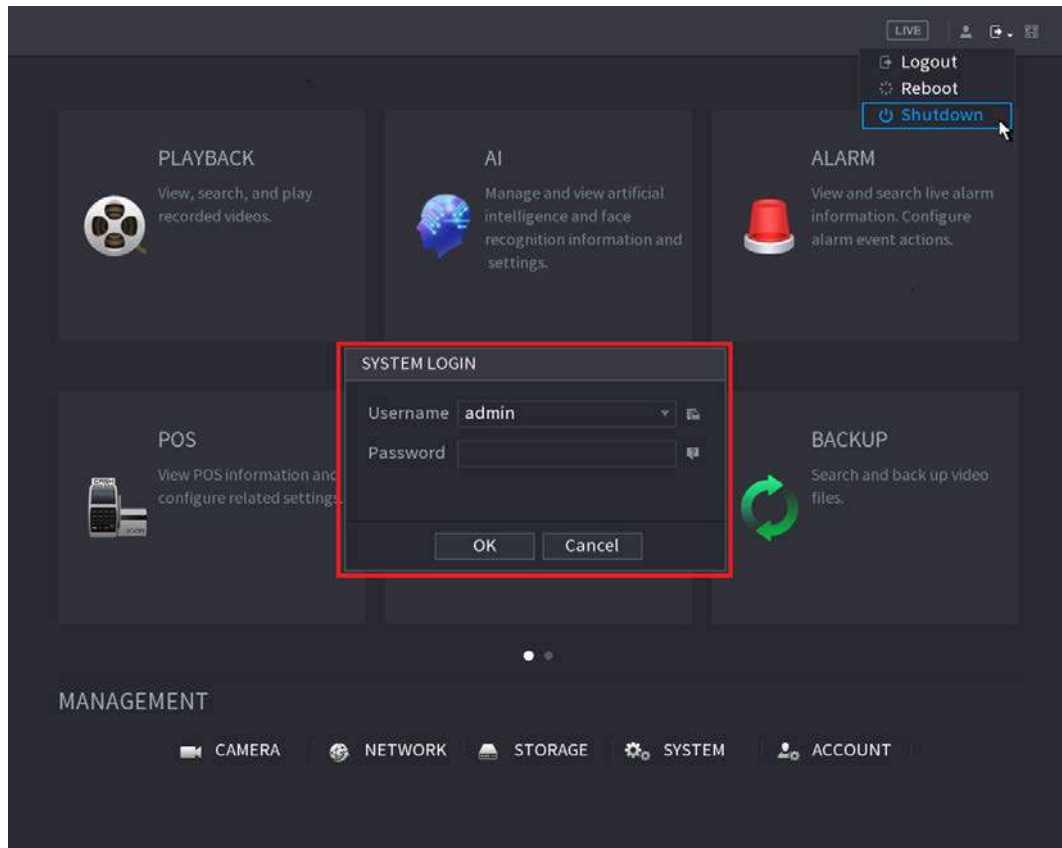 LIVE
Logout
Reboot
Shutdown
PLAYBACK
View, search, and play
recorded videos.
AI
Manage and view artificial
intelligence and face
recognition information and
settings.
ALARM
View and search live alarm
information. Configure
alarm event actions.
SYSTEM LOGIN
Username admin
Password
OK Cancel
POS
View POS information and
configure related settings.
BACKUP
Search and back up video
files.
MANAGEMENT
CAMERA NETWORK STORAGE SYSTEM ACCOUNT